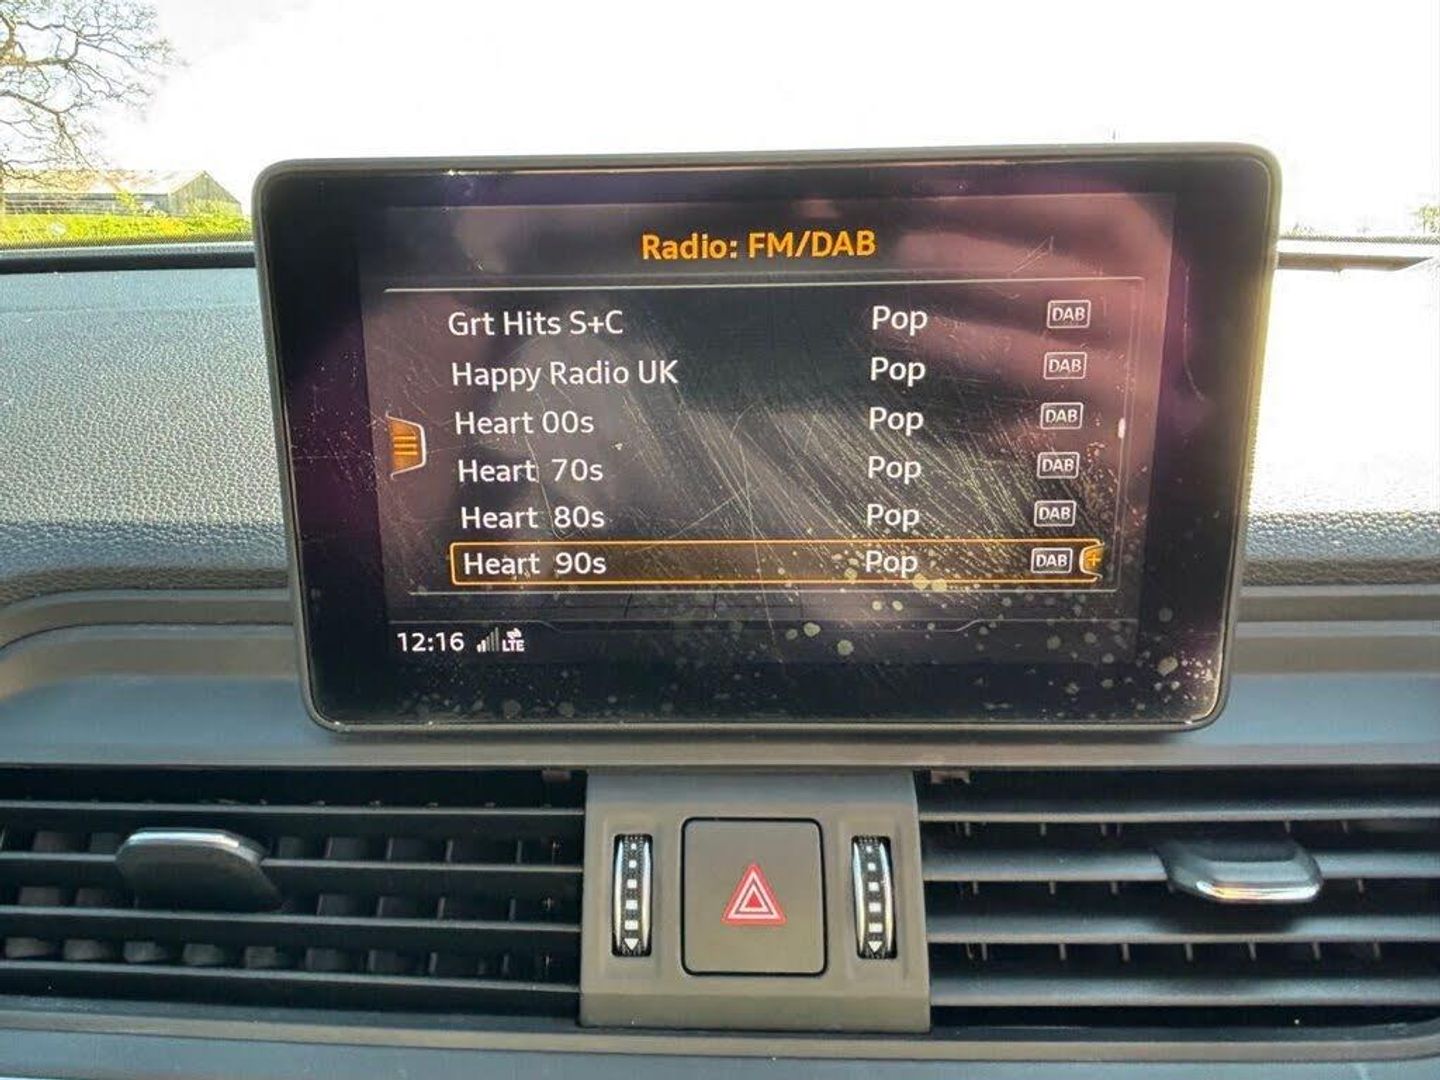 Radio: FM/DAB
Grt Hits S+C Pop DAB
Happy Radio UK Pop DAB
Heart 00s Pop DAB
Heart 70s Pop DAB
Heart 80s Pop DAB
Heart 90s Pop DAB +
12:16 LTE